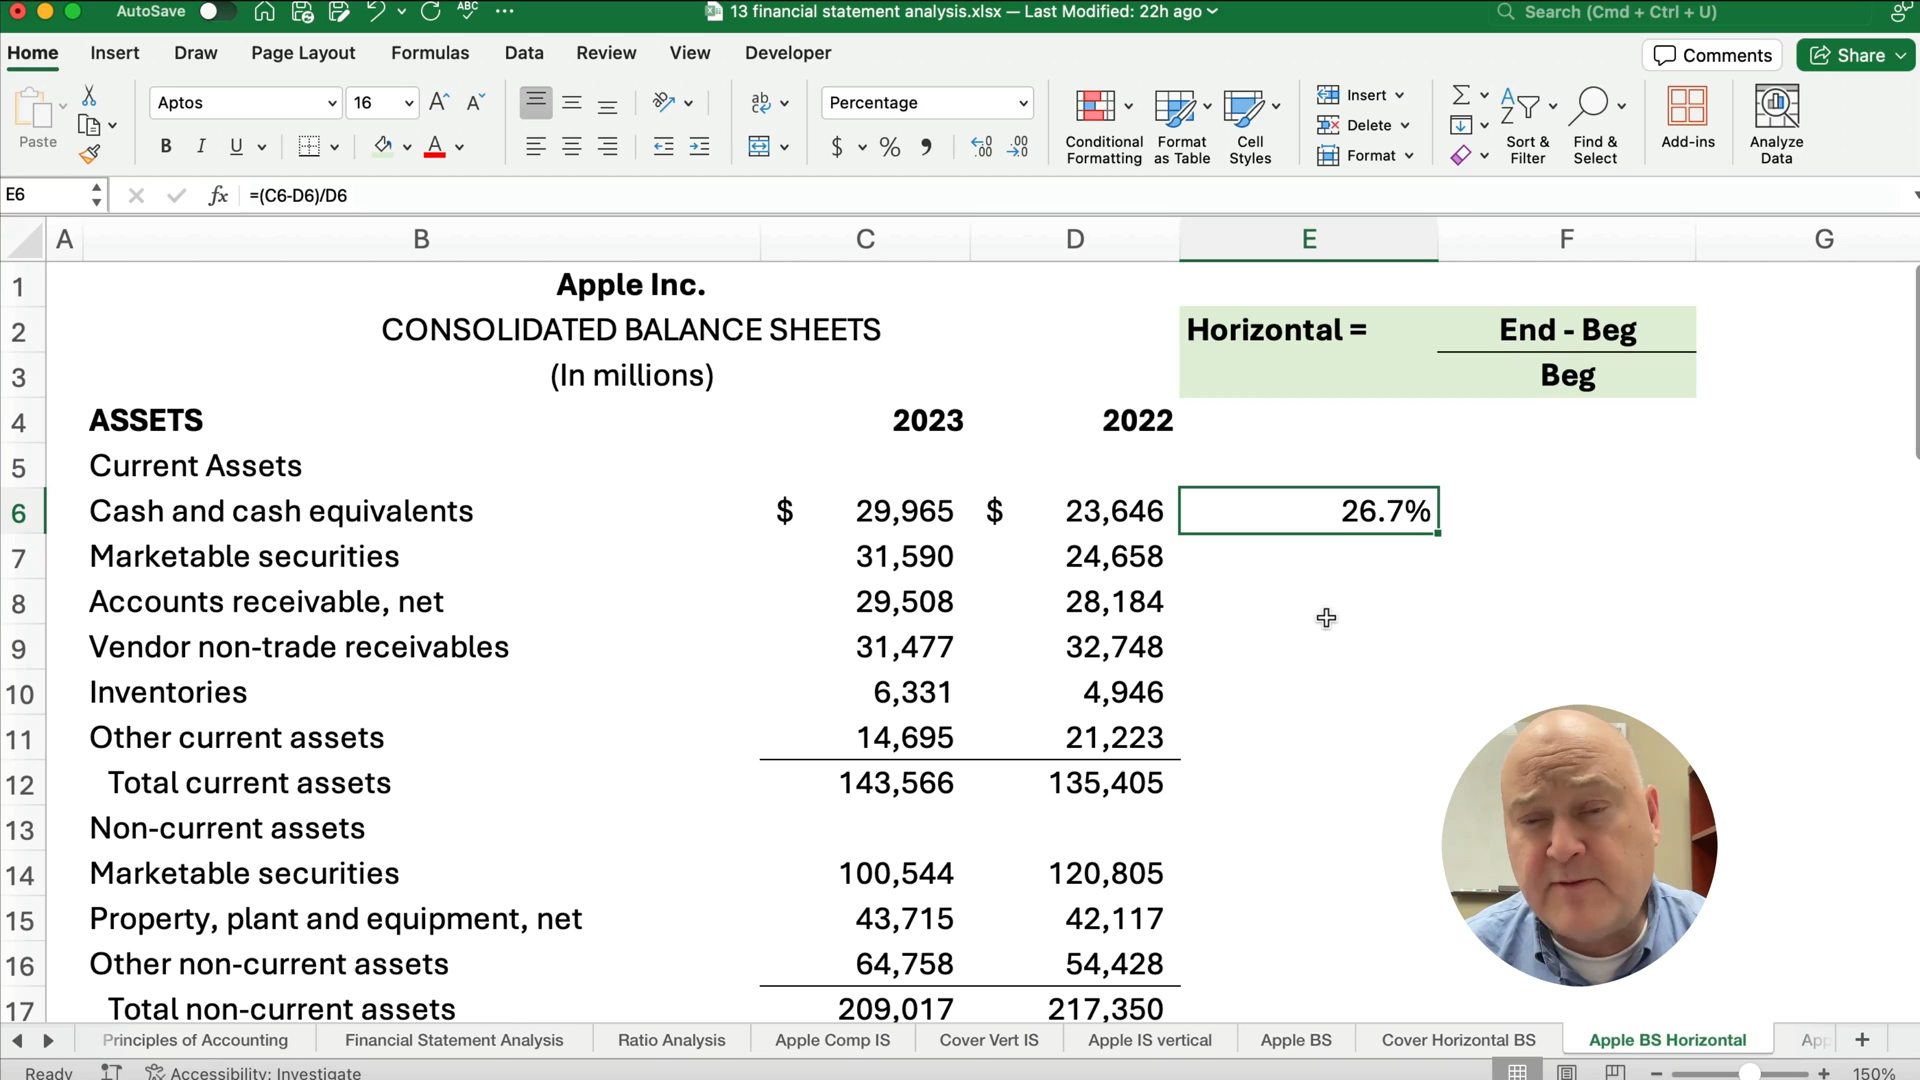 AutoSave
ABC
13 financial statement analysis.xlsx — Last Modified: 22h ago
Search (Cmd + Ctrl + U)
Home Insert Draw Page Layout Formulas Data Review View Developer
Comments Share
Paste
Aptos 16
B I U A
ab
Percentage
$ % ,
Conditional Formatting
Format as Table
Cell Styles
Insert
Delete
Format
Sort & Filter
Find & Select
Add-ins
Analyze Data
E6 fx =(C6-D6)/D6
A B C D E F G
1 Apple Inc.
2 CONSOLIDATED BALANCE SHEETS Horizontal = End - Beg
3 (In millions) Beg
4 ASSETS 2023 2022
5 Current Assets
6 Cash and cash equivalents $ 29,965 $ 23,646 26.7%
7 Marketable securities 31,590 24,658
8 Accounts receivable, net 29,508 28,184
9 Vendor non-trade receivables 31,477 32,748
10 Inventories 6,331 4,946
11 Other current assets 14,695 21,223
12 Total current assets 143,566 135,405
13 Non-current assets
14 Marketable securities 100,544 120,805
15 Property, plant and equipment, net 43,715 42,117
16 Other non-current assets 64,758 54,428
17 Total non-current assets 209,017 217,350
Principles of Accounting Financial Statement Analysis Ratio Analysis Apple Comp IS Cover Vert IS Apple IS vertical Apple BS Cover Horizontal BS Apple BS Horizontal App
Ready Accessibility: Investigate 150%